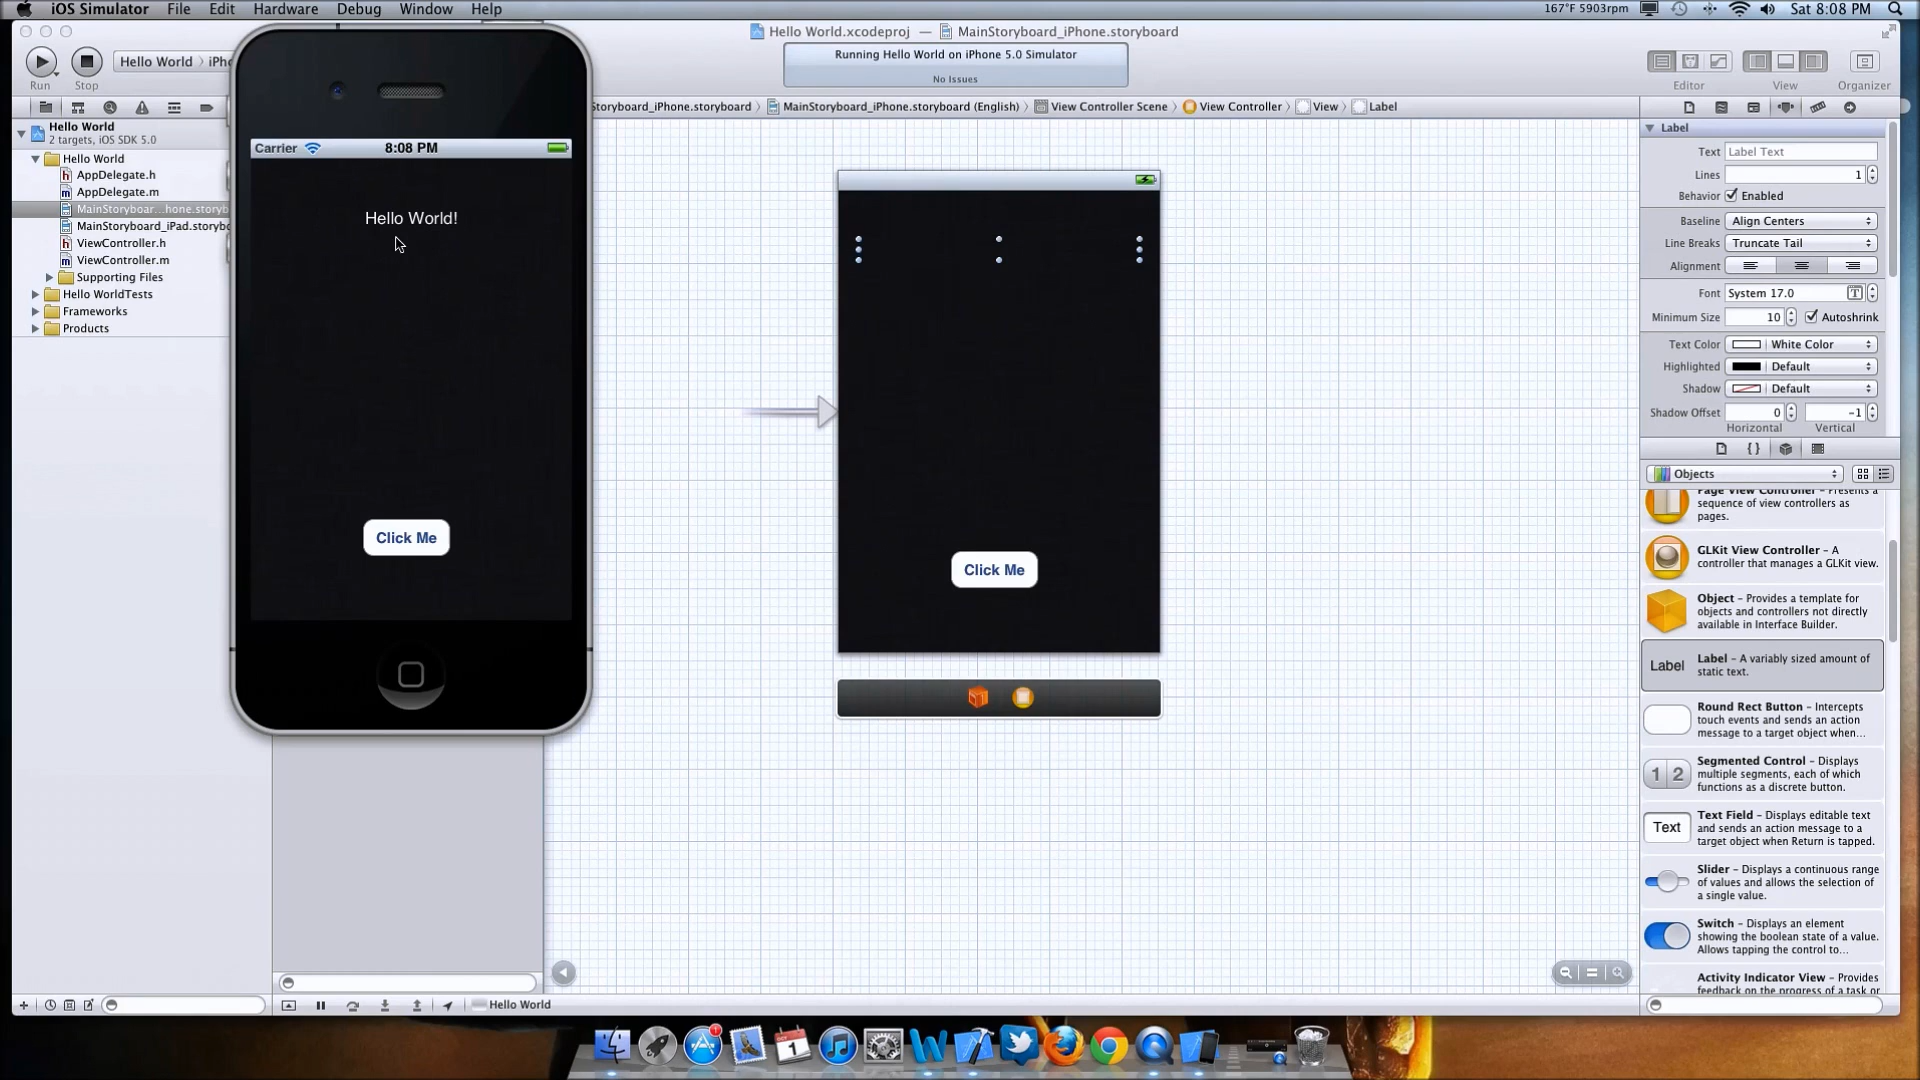 iOS Simulator File Edit Hardware Debug Window Help
167°F 5903rpm Sat 8:08 PM
Hello World.xcodeproj — MainStoryboard_iPhone.storyboard
Running Hello World on iPhone 5.0 Simulator
No Issues
Hello World iPho
Run Stop
Editor View Organizer
Storyboard_iPhone.storyboard MainStoryboard_iPhone.storyboard (English) View Controller Scene View Controller View Label
Hello World
2 targets, iOS SDK 5.0
Hello World
AppDelegate.h
AppDelegate.m
MainStoryboar...hone.storyb
MainStoryboard_iPad.storybo
ViewController.h
ViewController.m
Supporting Files
Hello WorldTests
Frameworks
Products
Carrier 8:08 PM
Hello World!
Click Me
Click Me
Label
Text Label Text
Lines 1
Behavior Enabled
Baseline Align Centers
Line Breaks Truncate Tail
Alignment
Font System 17.0 T
Minimum Size 10 Autoshrink
Text Color White Color
Highlighted Default
Shadow Default
Shadow Offset 0 -1
Horizontal Vertical
{ }
Objects
Page View Controller – Presents a
sequence of view controllers as
pages.
GLKit View Controller – A
controller that manages a GLKit view.
Object – Provides a template for
objects and controllers not directly
available in Interface Builder.
Label Label – A variably sized amount of
static text.
Round Rect Button – Intercepts
touch events and sends an action
message to a target object when...
Segmented Control – Displays
1 2 multiple segments, each of which
functions as a discrete button.
Text Field – Displays editable text
Text and sends an action message to a
target object when Return is tapped.
Slider – Displays a continuous range
of values and allows the selection of
a single value.
Switch – Displays an element
showing the boolean state of a value.
Allows tapping the control to...
Activity Indicator View – Provides
feedback on the progress of a task or
Hello World
1